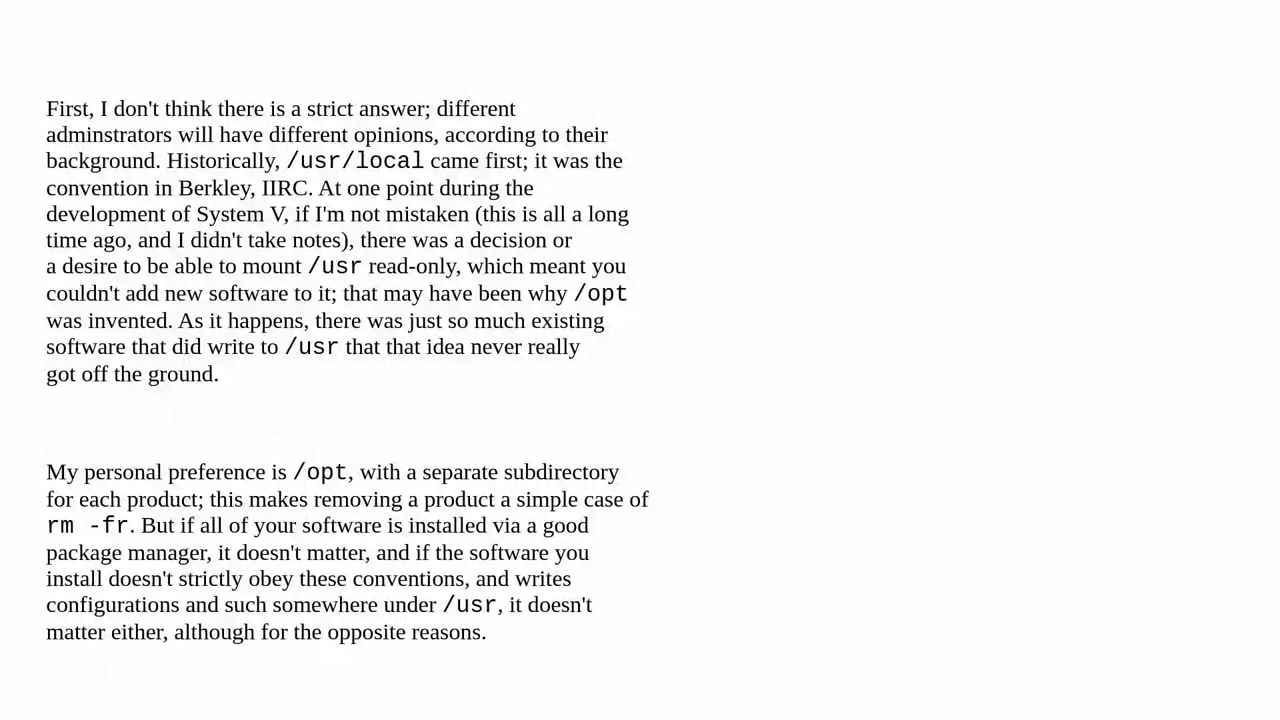 First, I don't think there is a strict answer; different
adminstrators will have different opinions, according to their
background. Historically, /usr/local came first; it was the
convention in Berkley, IIRC. At one point during the
development of System V, if I'm not mistaken (this is all a long
time ago, and I didn't take notes), there was a decision or
a desire to be able to mount /usr read-only, which meant you
couldn't add new software to it; that may have been why /opt
was invented. As it happens, there was just so much existing
software that did write to /usr that that idea never really
got off the ground.
My personal preference is /opt, with a separate subdirectory
for each product; this makes removing a product a simple case of
rm -fr. But if all of your software is installed via a good
package manager, it doesn't matter, and if the software you
install doesn't strictly obey these conventions, and writes
configurations and such somewhere under /usr, it doesn't
matter either, although for the opposite reasons.